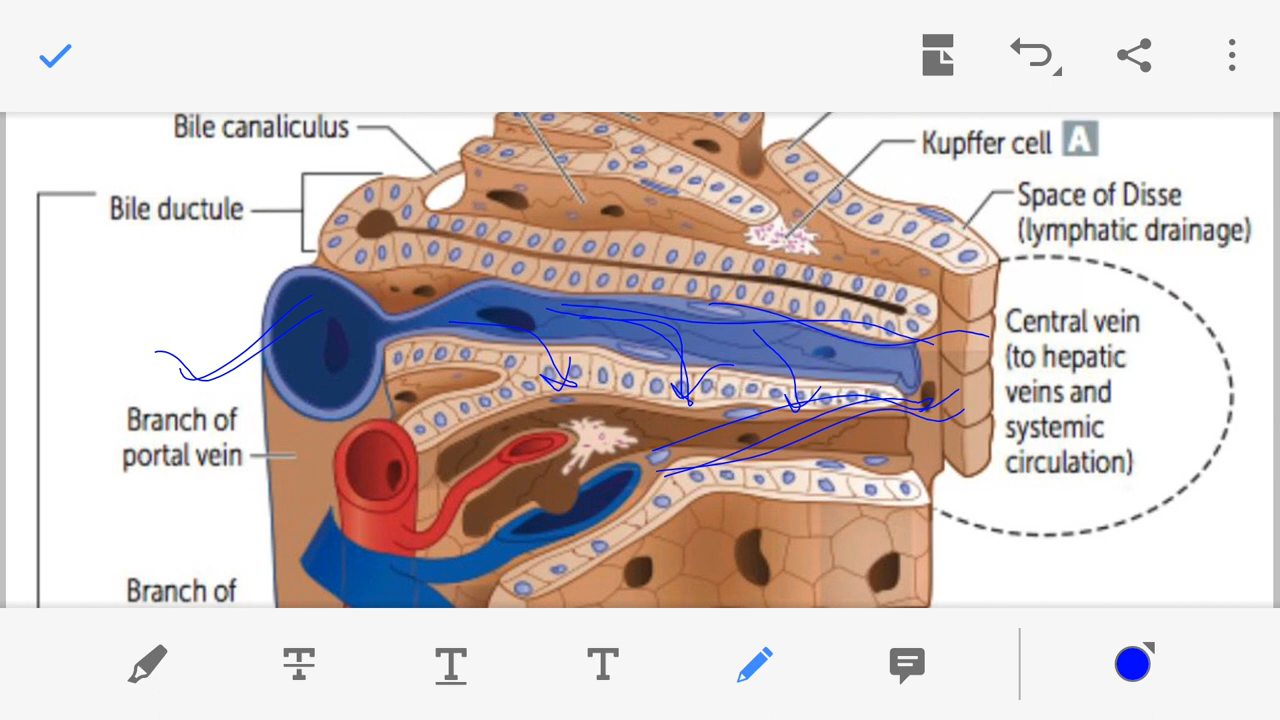 Bile canaliculus
Kupffer cell A
Bile ductule
Space of Disse
(lymphatic drainage)
Central vein
(to hepatic
veins and
systemic
circulation)
Branch of
portal vein
Branch of
T T T